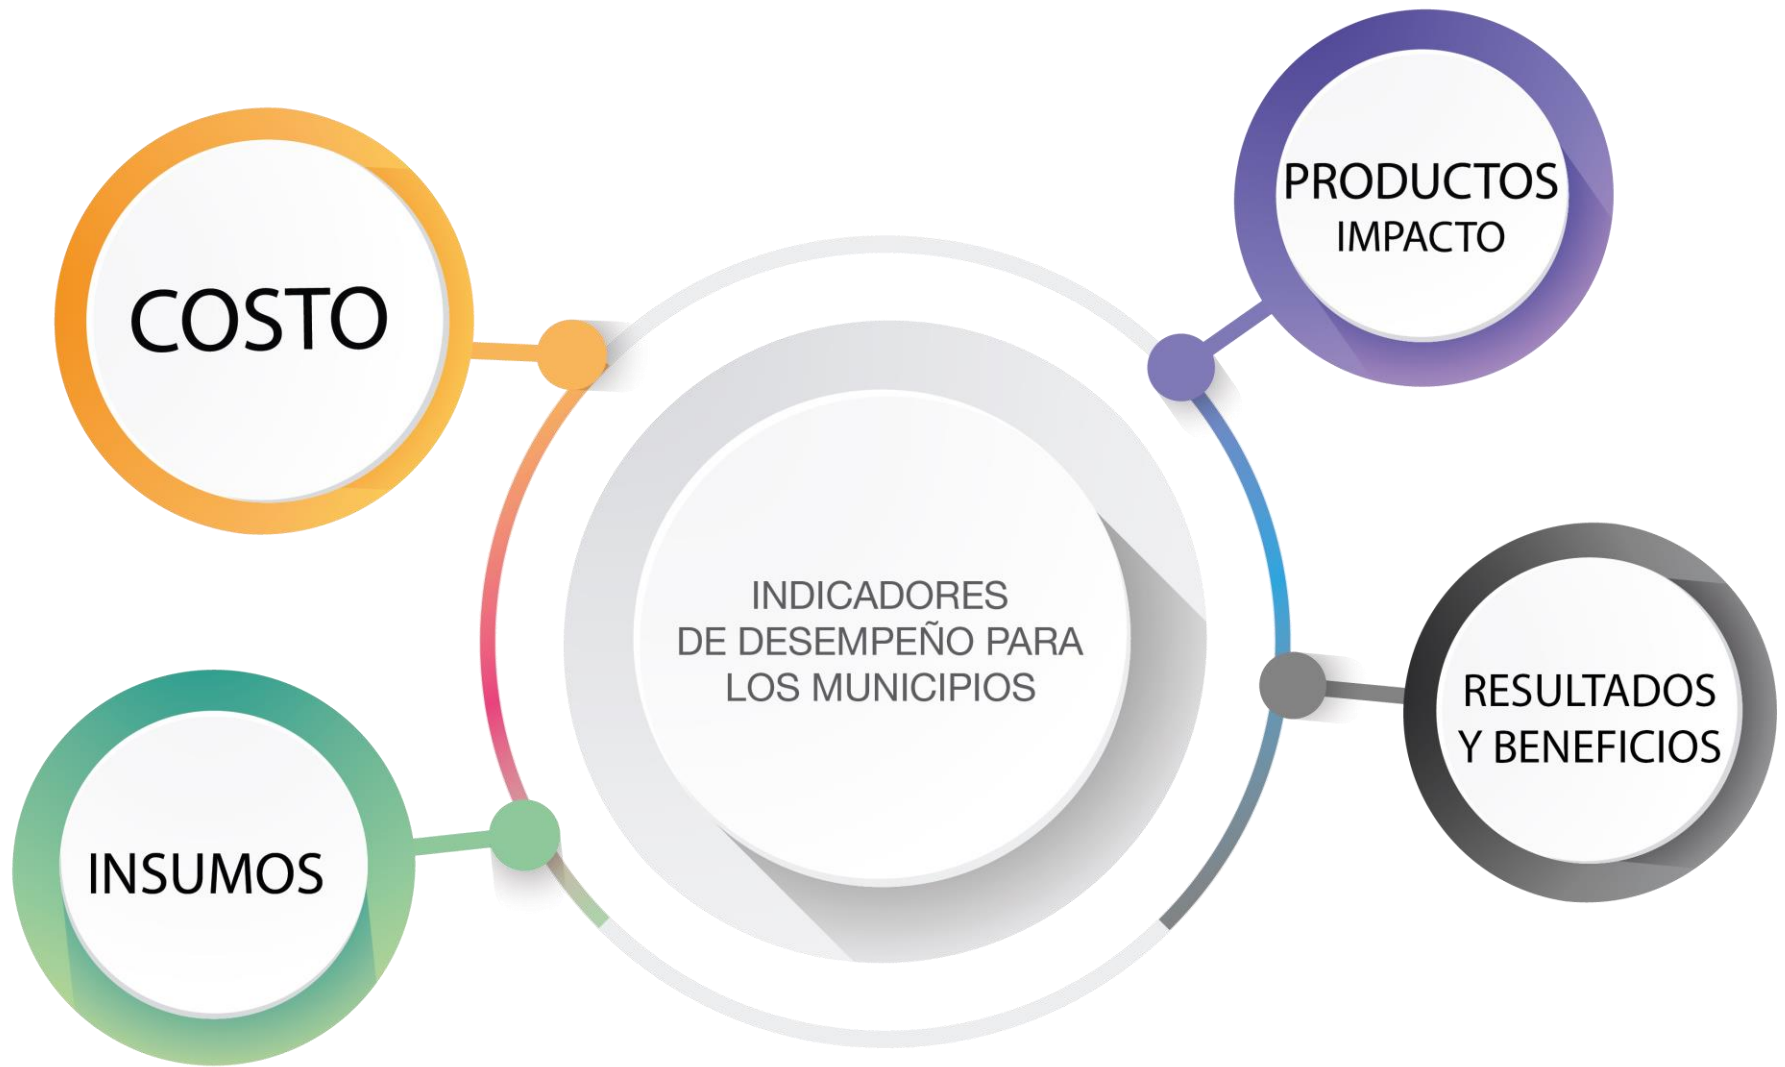 COSTO
PRODUCTOS
IMPACTO
INDICADORES
DE DESEMPEÑO PARA
LOS MUNICIPIOS
RESULTADOS
Y BENEFICIOS
INSUMOS